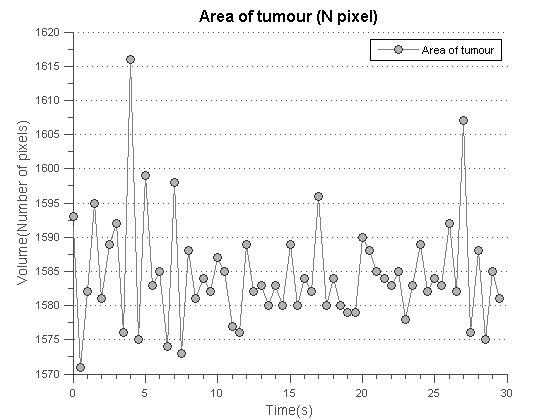 Area of tumour (N pixel)
Area of tumour
Volume(Number of pixels)
1620
1615
1610
1605
1600
1595
1590
1585
1580
1575
1570
0 5 10 15 20 25 30
Time(s)